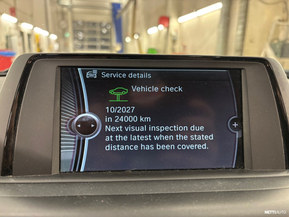 Service details
Vehicle check
10/2027
in 24000 km
Next visual inspection due
at the latest when the stated
distance has been covered.
+
NETTIAUTO